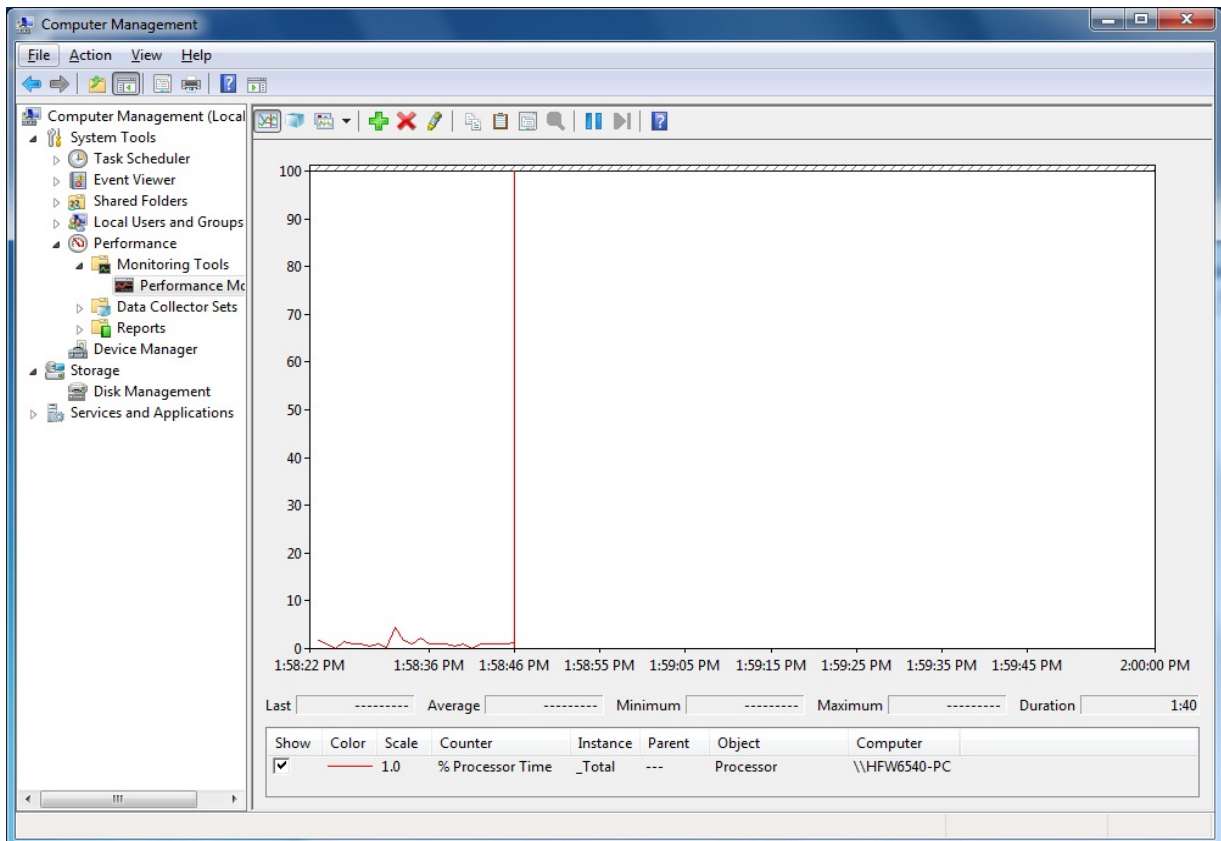 Computer Management
File Action View Help
Computer Management (Local
System Tools
Task Scheduler
Event Viewer
Shared Folders
Local Users and Groups
Performance
Monitoring Tools
Performance Mo
Data Collector Sets
Reports
Device Manager
Storage
Disk Management
Services and Applications
100
90
80
70
60
50
40
30
20
10
0
1:58:22 PM 1:58:36 PM 1:58:46 PM 1:58:55 PM 1:59:05 PM 1:59:15 PM 1:59:25 PM 1:59:35 PM 1:59:45 PM 2:00:00 PM
Last --------- Average --------- Minimum --------- Maximum --------- Duration 1:40
Show Color Scale Counter Instance Parent Object Computer
1.0 % Processor Time _Total --- Processor \\HFW6540-PC